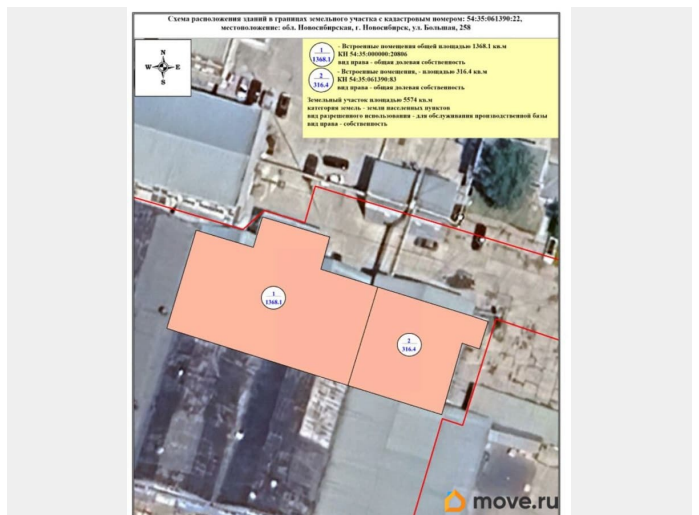 Схема расположения зданий в границах земельного участка с кадастровым номером: 54:35:061390:22,
местоположение: обл. Новосибирская, г. Новосибирск, ул. Большая, 258
N
W E
S
1
1368.1
- Встроенные помещения общей площадью 1368.1 кв.м
КН 54:35:000000:20806
вид права - общая долевая собственность
2
316.4
- Встроенные помещения, - площадью 316.4 кв.м
КН 54:35:061390:83
вид права - общая долевая собственность
Земельный участок площадью 5574 кв.м
категория земель - земли населенных пунктов
вид разрешенного использования - для обслуживания производственной базы
вид права - собственность
1
1368.1
2
316.4
move.ru